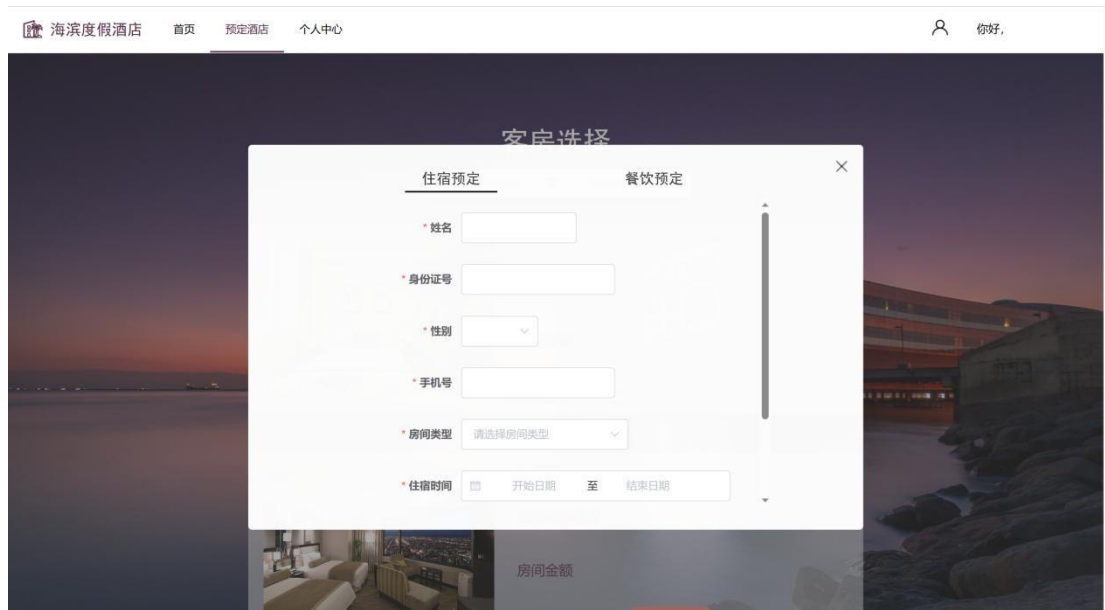 海滨度假酒店 首页 预定酒店 个人中心 你好,
客房选择
住宿预定 餐饮预定
* 姓名
* 身份证号
* 性别
* 手机号
* 房间类型 请选择房间类型
* 住宿时间 开始日期 至 结束日期
房间金额